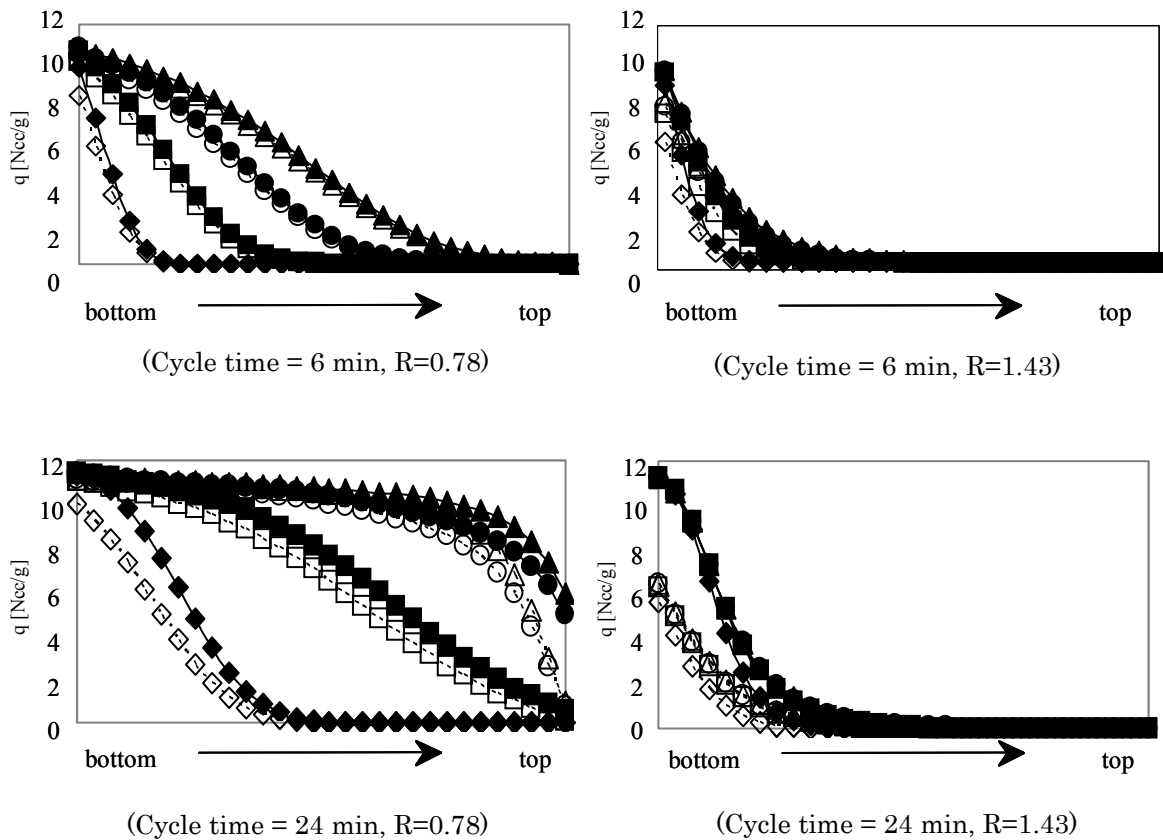 12
10
8
6
4
2
0
q [Ncc/g]
bottom
top
(Cycle time = 6 min, R=0.78)
12
10
8
6
4
2
0
q [Ncc/g]
bottom
top
(Cycle time = 6 min, R=1.43)
12
10
8
6
4
2
0
q [Ncc/g]
bottom
top
(Cycle time = 24 min, R=0.78)
12
10
8
6
4
2
0
q [Ncc/g]
bottom
top
(Cycle time = 24 min, R=1.43)